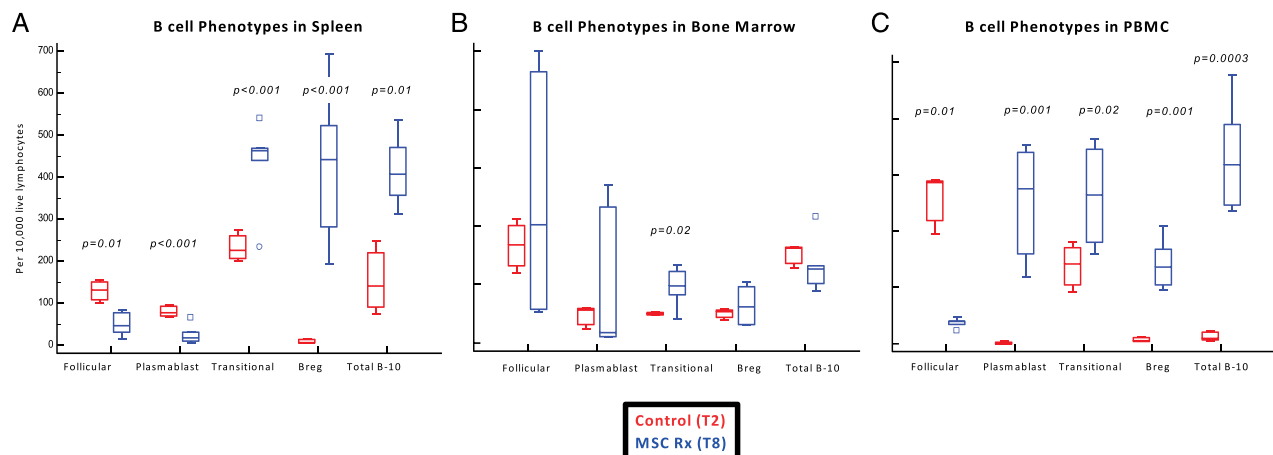 A
B cell Phenotypes in Spleen
Per 10,000 live lymphocytes
700
600
500
400
300
200
100
0
p=0.01
p<0.001
p<0.001
p<0.001
p=0.01
Follicular
Plasmablast
Transitional
Breg
Total B-10
B
B cell Phenotypes in Bone Marrow
p=0.02
Follicular
Plasmablast
Transitional
Breg
Total B-10
C
B cell Phenotypes in PBMC
p=0.01
p=0.001
p=0.02
p=0.001
p=0.0003
Follicular
Plasmablast
Transitional
Breg
Total B-10
Control (T2)
MSC Rx (T8)